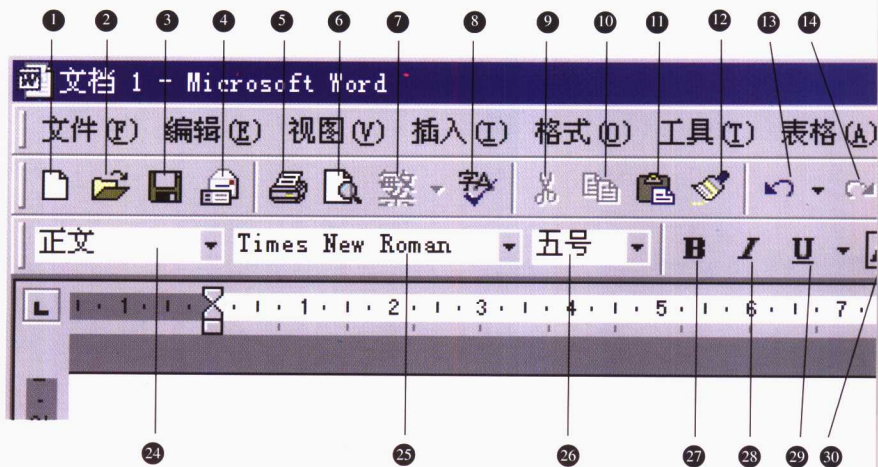 1 2 3 4 5 6 7 8 9 10 11 12 13 14
文档 1 - Microsoft Word
文件(F) 编辑(E) 视图(V) 插入(I) 格式(O) 工具(T) 表格(A)
繁 字A
正文 Times New Roman 五号 B I U A
L 1 1 2 3 4 5 6 7
24 25 26 27 28 29 30